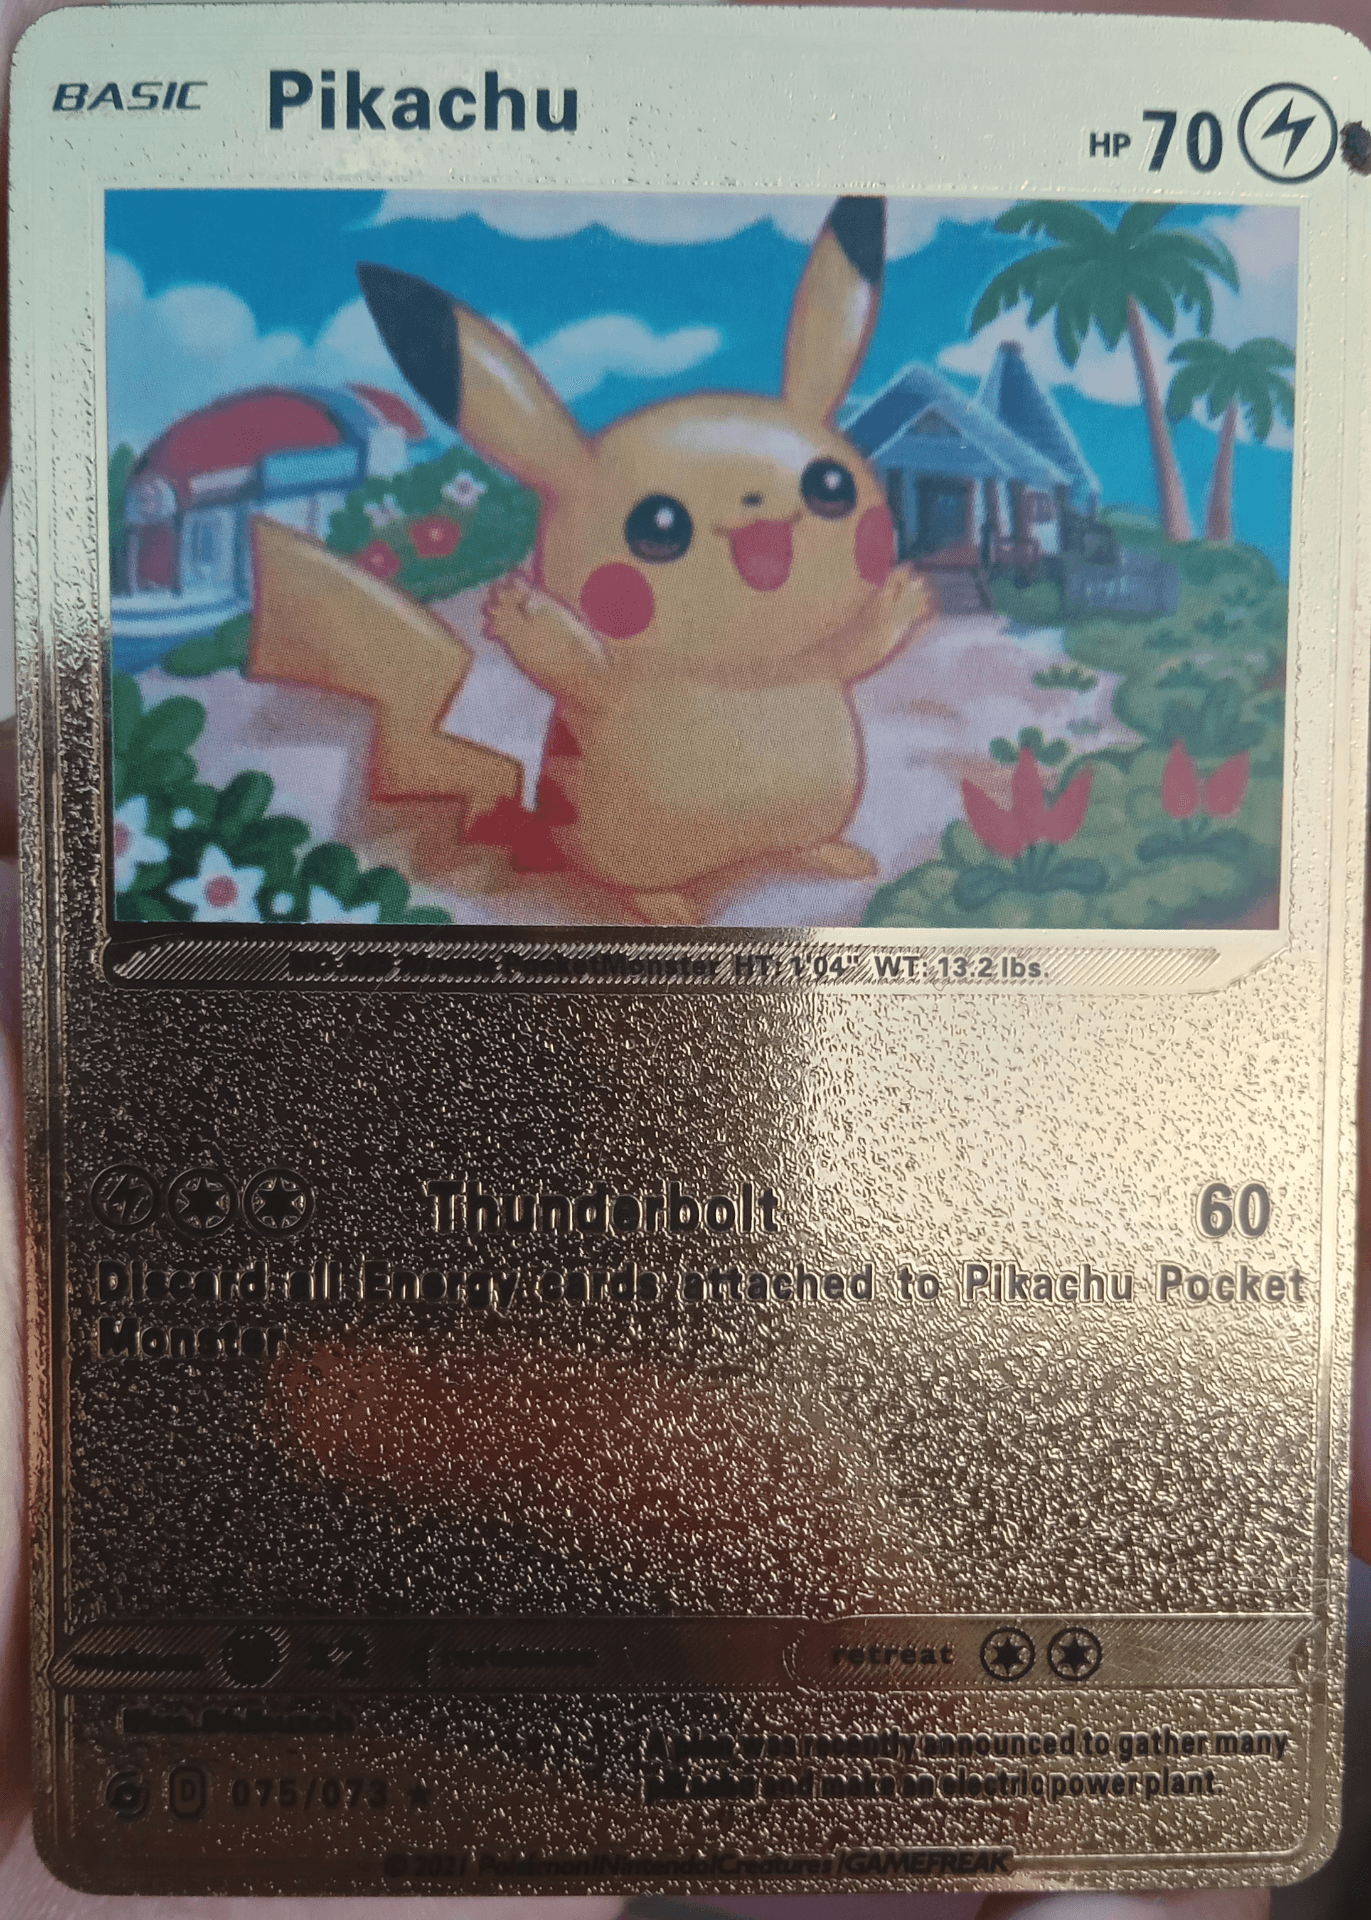 BASIC Pikachu HP 70
PocketMonster HT: 1'04" WT: 13.2 lbs.
Thunderbolt 60
Discard all Energy cards attached to Pikachu Pocket
Monster
x2 retreat
A plan was recently announced to gather many
pikachu and make an electric power plant.
D 075/073
© 2021 Pokémon/Nintendo/Creatures /GAMEFREAK